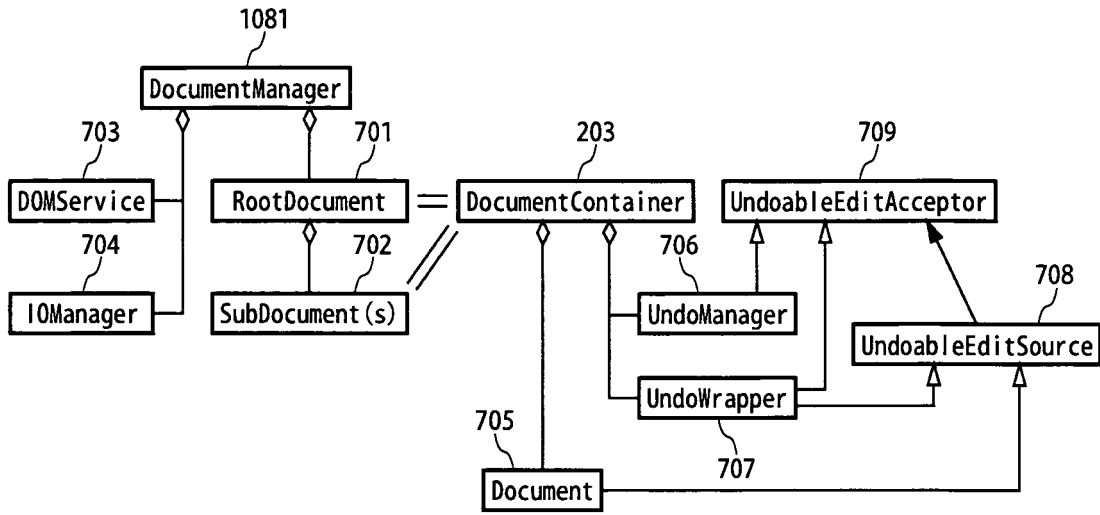 1081
DocumentManager
703
701
203
709
DOMService
RootDocument
DocumentContainer
UndoableEditAcceptor
704
702
706
708
IOManager
SubDocument(s)
UndoManager
UndoableEditSource
UndoWrapper
705
707
Document